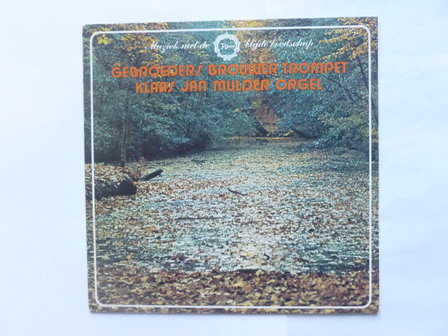 Muziek met de blijde boodschap
GEBROEDERS BROUWER TROMPET
KLAAS JAN MULDER ORGEL